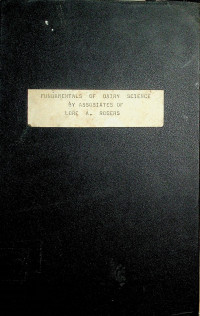 FUNDAMENTALS OF DAIRY SCIENCE
BY ASSOCIATES OF
LORE A. ROGERS